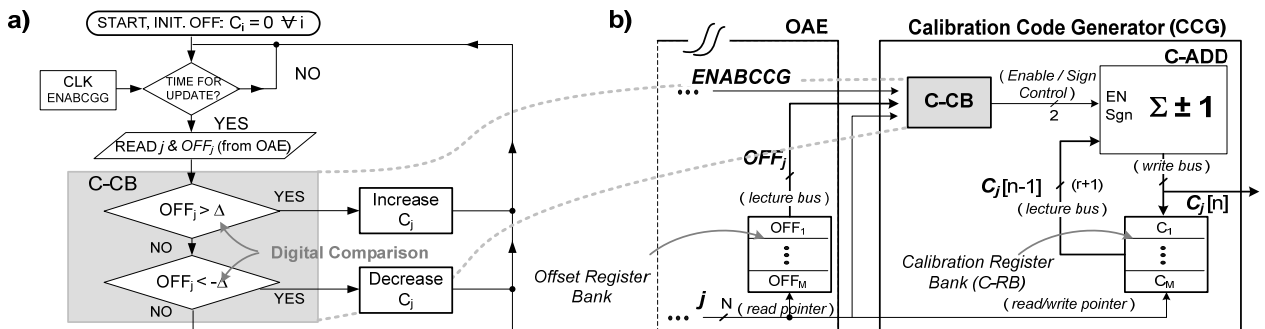 a)
START, INIT. OFF: Ci = 0 ∀ i
NO
CLK
ENABCGG
TIME FOR
UPDATE?
YES
READ j & OFFj (from OAE)
C-CB
OFFj > Δ
YES
Increase
Cj
NO
Digital Comparison
OFFj < -Δ
YES
Decrease
Cj
NO
b)
OAE
Calibration Code Generator (CCG)
C-ADD
ENABCCG
C-CB
(Enable / Sign
Control)
2
EN
Sgn
Σ ± 1
OFFj
(lecture bus)
Cj[n-1]
(r+1)
(lecture bus)
(write bus)
Cj[n]
OFF1
OFFM
Offset Register
Bank
C1
CM
Calibration Register
Bank (C-RB)
j
N
(read pointer)
(read/write pointer)